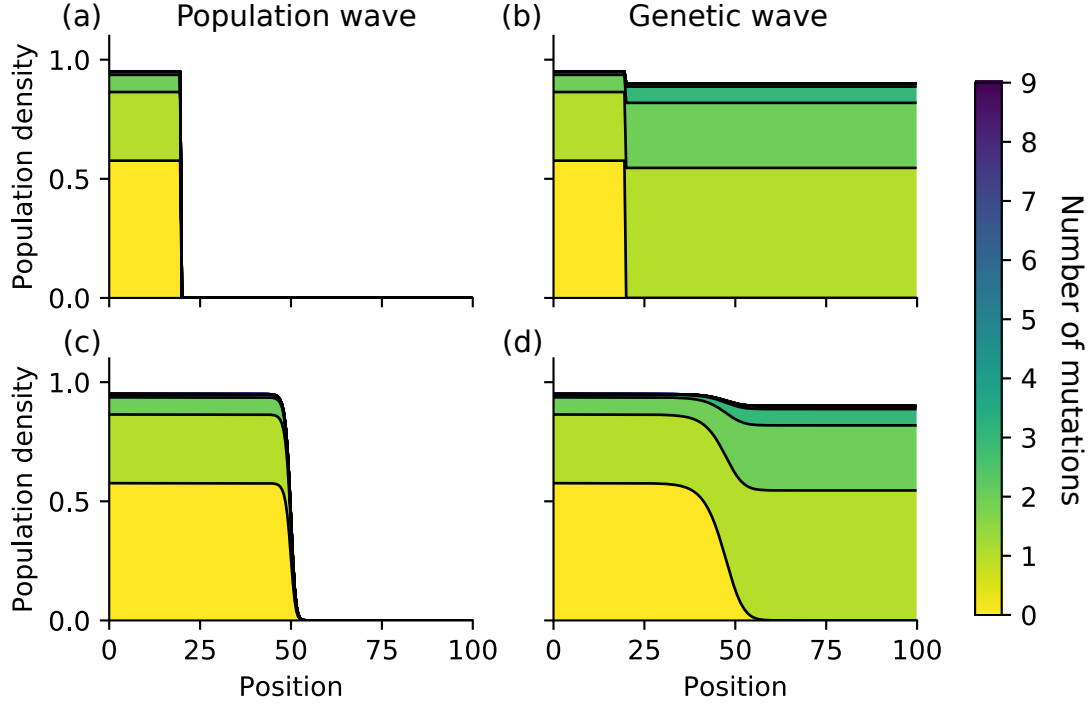 (a) Population wave
(b) Genetic wave
Population density
1.0
0.5
0.0
9
8
7
6
5
4
3
2
1
0
Number of mutations
(c)
(d)
Population density
1.0
0.5
0.0
0 25 50 75 100
0 25 50 75 100
Position
Position